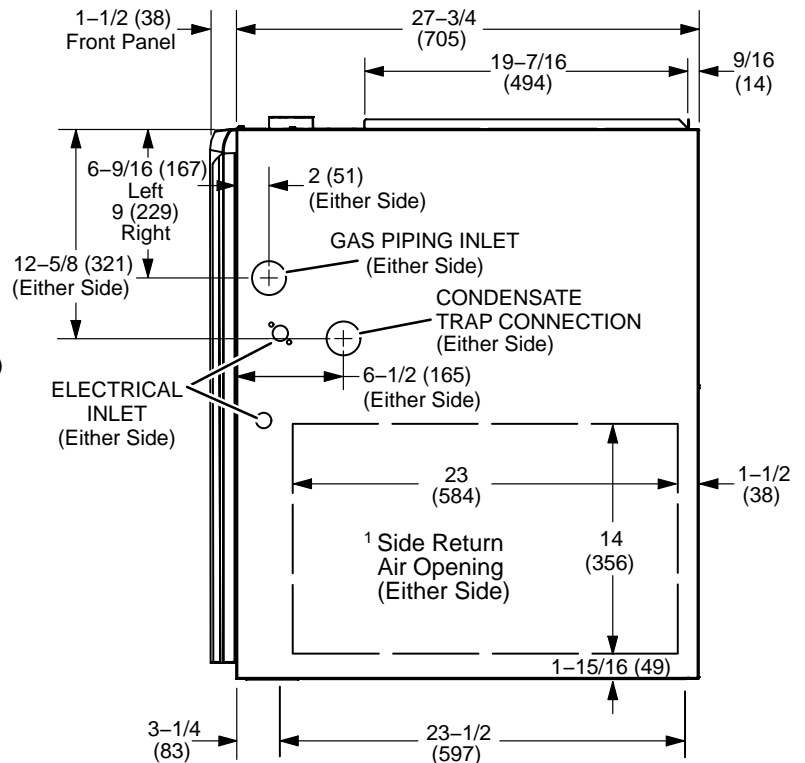 1–1/2 (38)
Front Panel
27–3/4
(705)
19–7/16
(494)
9/16
(14)
6–9/16 (167)
Left
9 (229)
Right
2 (51)
(Either Side)
12–5/8 (321)
(Either Side)
GAS PIPING INLET
(Either Side)
CONDENSATE
TRAP CONNECTION
(Either Side)
6–1/2 (165)
(Either Side)
ELECTRICAL
INLET
(Either Side)
23
(584)
1–1/2
(38)
14
(356)
1 Side Return
Air Opening
(Either Side)
1–15/16 (49)
3–1/4
(83)
23–1/2
(597)